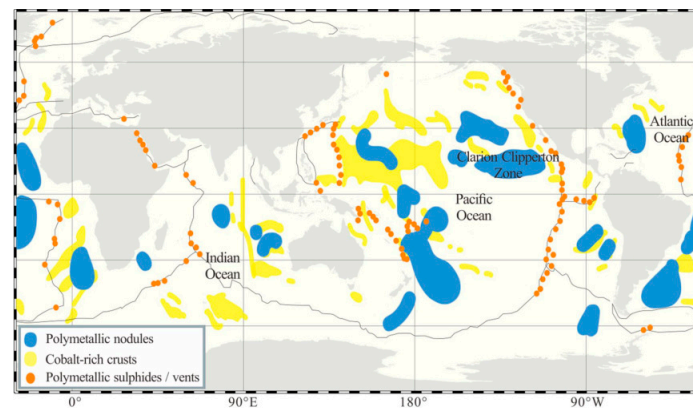 Atlantic
Ocean
Clarion Clipperton
Zone
Pacific
Ocean
Indian
Ocean
Polymetallic nodules
Cobalt-rich crusts
Polymetallic sulphides / vents
0°
90°E
180°
90°W